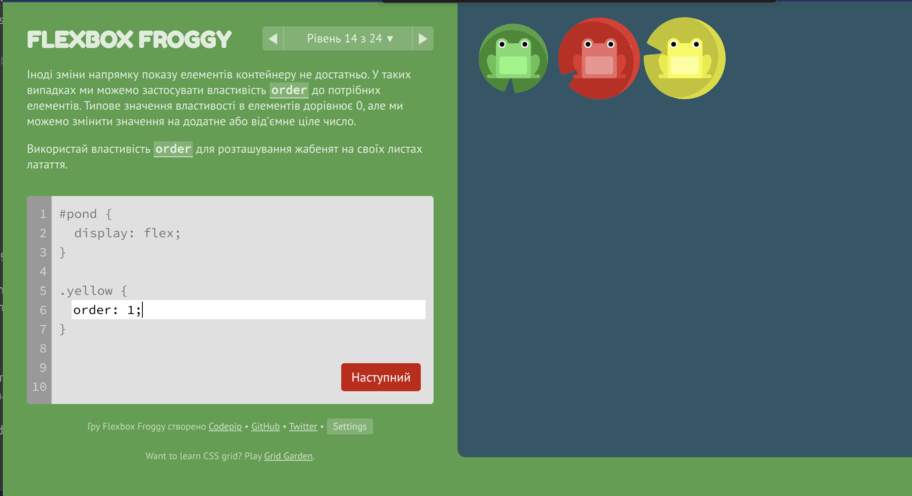 FLEXBOX FROGGY
◀ Рівень 14 з 24 ▾ ▶
Іноді зміни напрямку показу елементів контейнеру не достатньо. У таких
випадках ми можемо застосувати властивість order до потрібних
елементів. Типове значення властивості в елементів дорівнює 0, але ми
можемо змінити значення на додатне або від'ємне ціле число.
Використай властивість order для розташування жабенят на своїх листах
латаття.
1 #pond {
2   display: flex;
3 }
4
5 .yellow {
6   order: 1;
7 }
8
9
10
Наступний
Гру Flexbox Froggy створено Codepip • GitHub • Twitter • Settings
Want to learn CSS grid? Play Grid Garden.